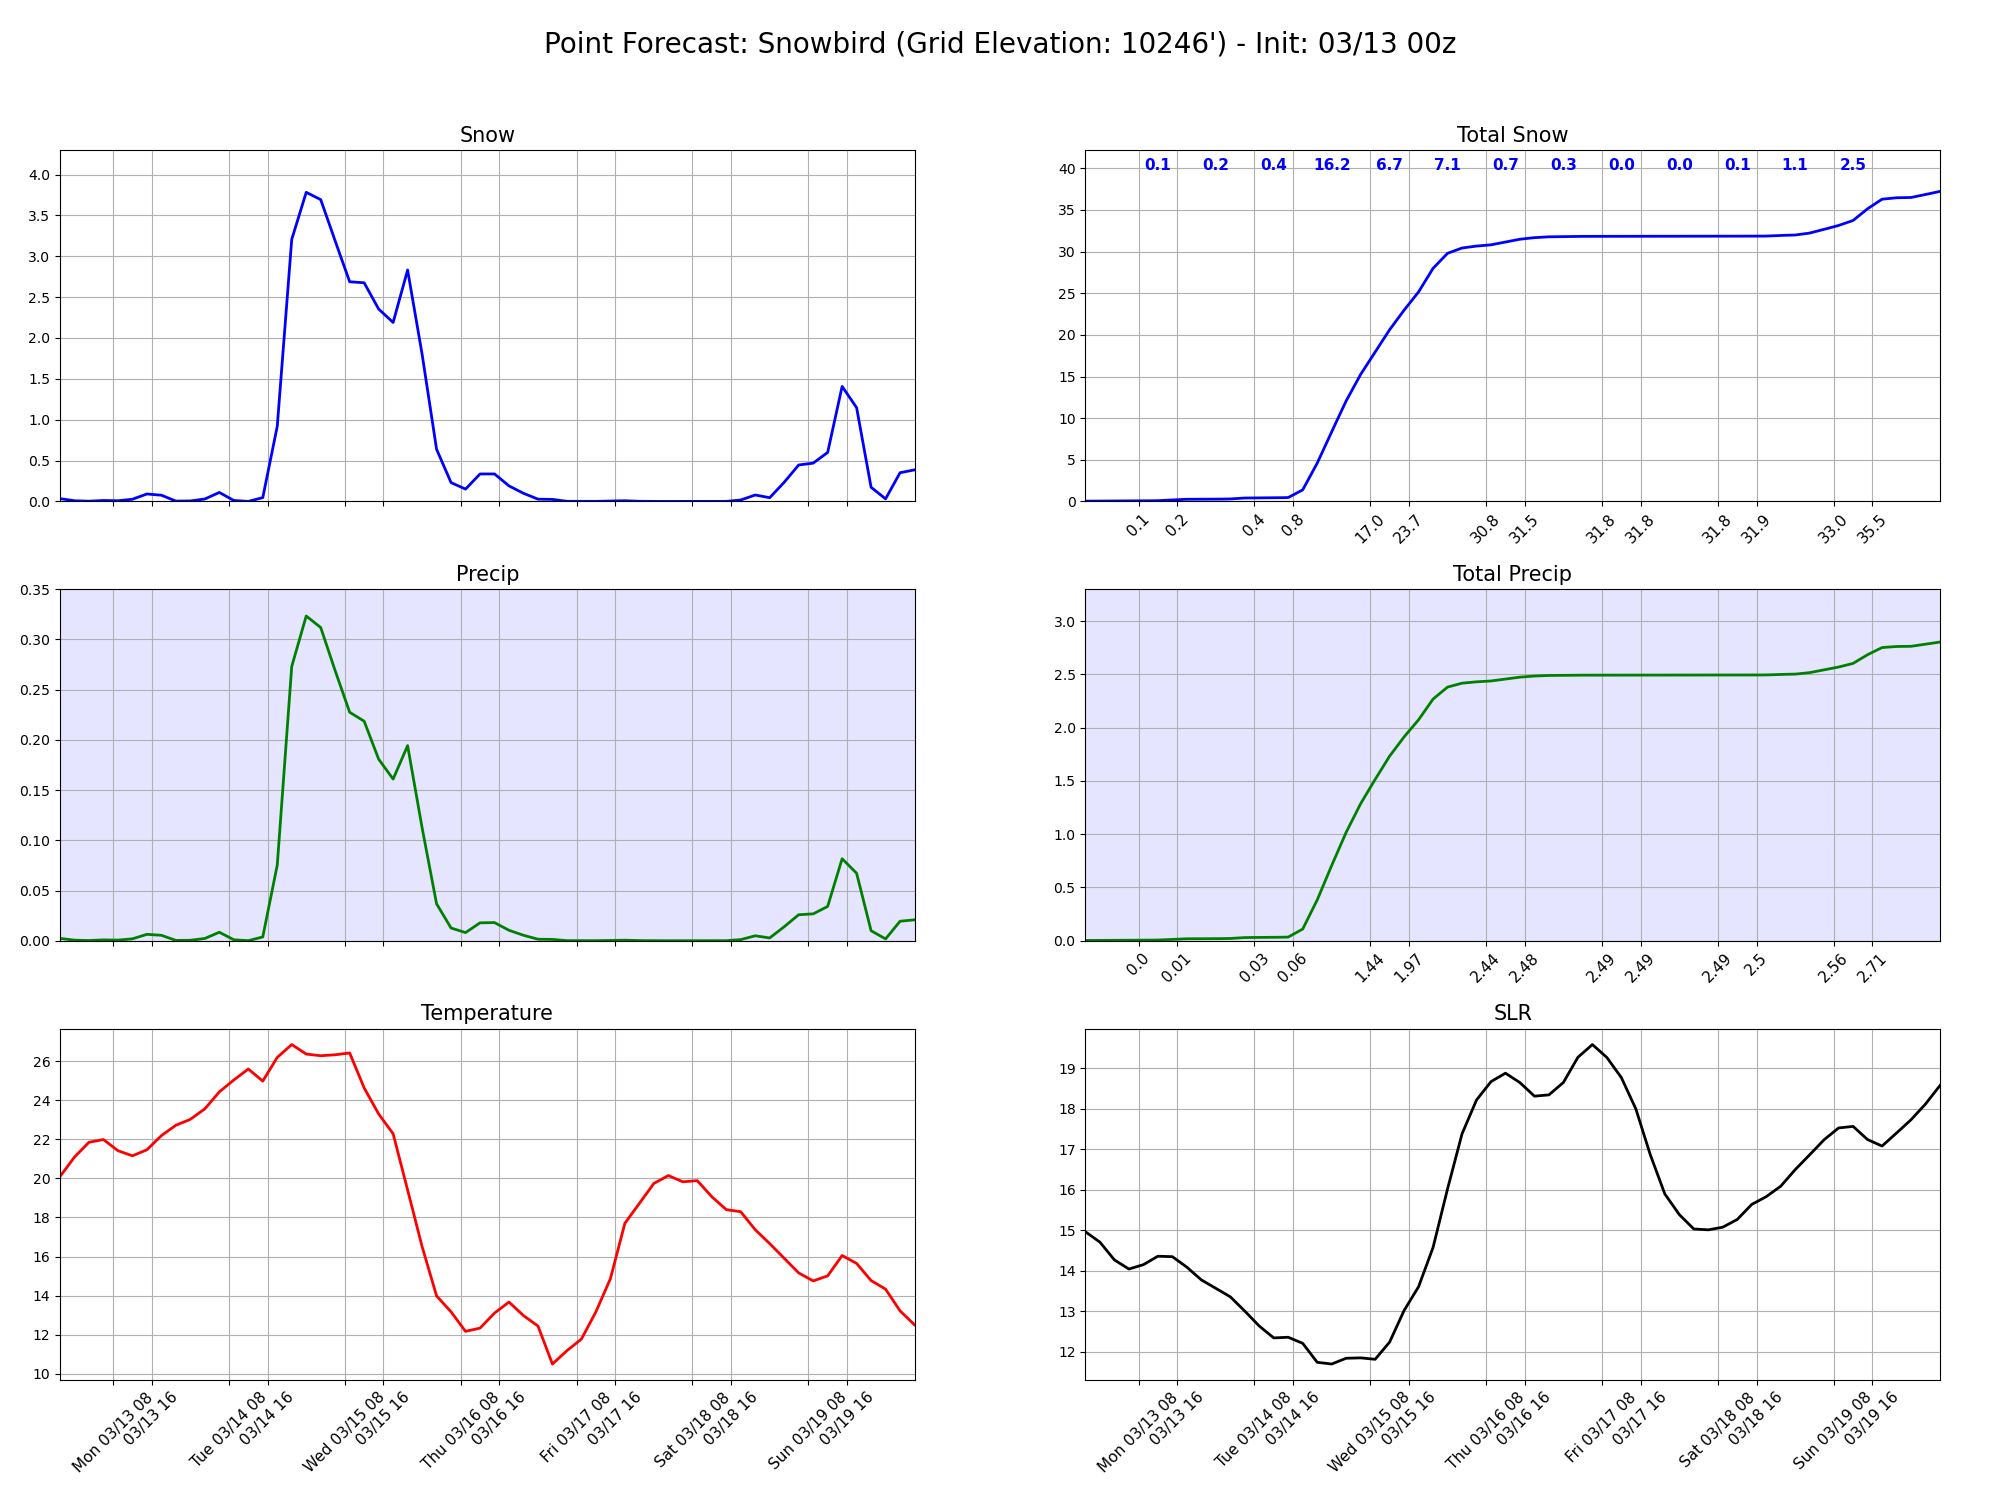 Point Forecast: Snowbird (Grid Elevation: 10246') - Init: 03/13 00z
Snow
4.0
3.5
3.0
2.5
2.0
1.5
1.0
0.5
0.0
Total Snow
0.1 0.2 0.4 16.2 6.7 7.1 0.7 0.3 0.0 0.0 0.1 1.1 2.5
40
35
30
25
20
15
10
5
0
0.1 0.2 0.4 0.8 17.0 23.7 30.8 31.5 31.8 31.8 31.8 31.9 33.0 35.5
Precip
0.35
0.30
0.25
0.20
0.15
0.10
0.05
0.00
Total Precip
3.0
2.5
2.0
1.5
1.0
0.5
0.0
0.0 0.01 0.03 0.06 1.44 1.97 2.44 2.48 2.49 2.49 2.49 2.5 2.56 2.71
Temperature
26
24
22
20
18
16
14
12
10
Mon 03/13 08
03/13 16
Tue 03/14 08
03/14 16
Wed 03/15 08
03/15 16
Thu 03/16 08
03/16 16
Fri 03/17 08
03/17 16
Sat 03/18 08
03/18 16
Sun 03/19 08
03/19 16
SLR
19
18
17
16
15
14
13
12
Mon 03/13 08
03/13 16
Tue 03/14 08
03/14 16
Wed 03/15 08
03/15 16
Thu 03/16 08
03/16 16
Fri 03/17 08
03/17 16
Sat 03/18 08
03/18 16
Sun 03/19 08
03/19 16